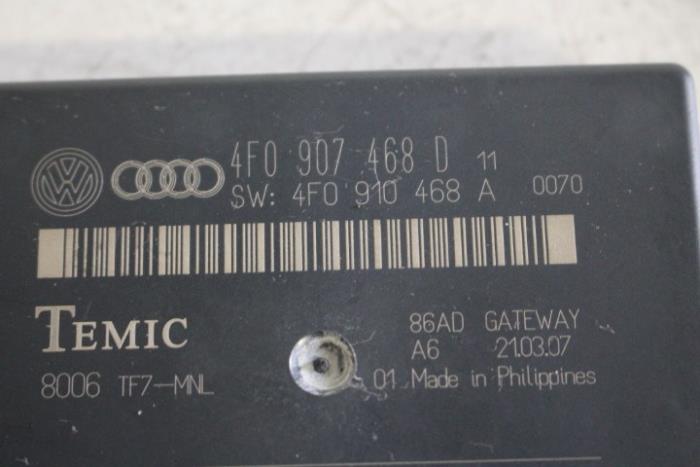 4F0 907 468 D 11
SW: 4F0 910 468 A 0070
TEMIC
86AD GATEWAY
A6 21.03.07
8006 TF7-MNL
01 Made in Philippines